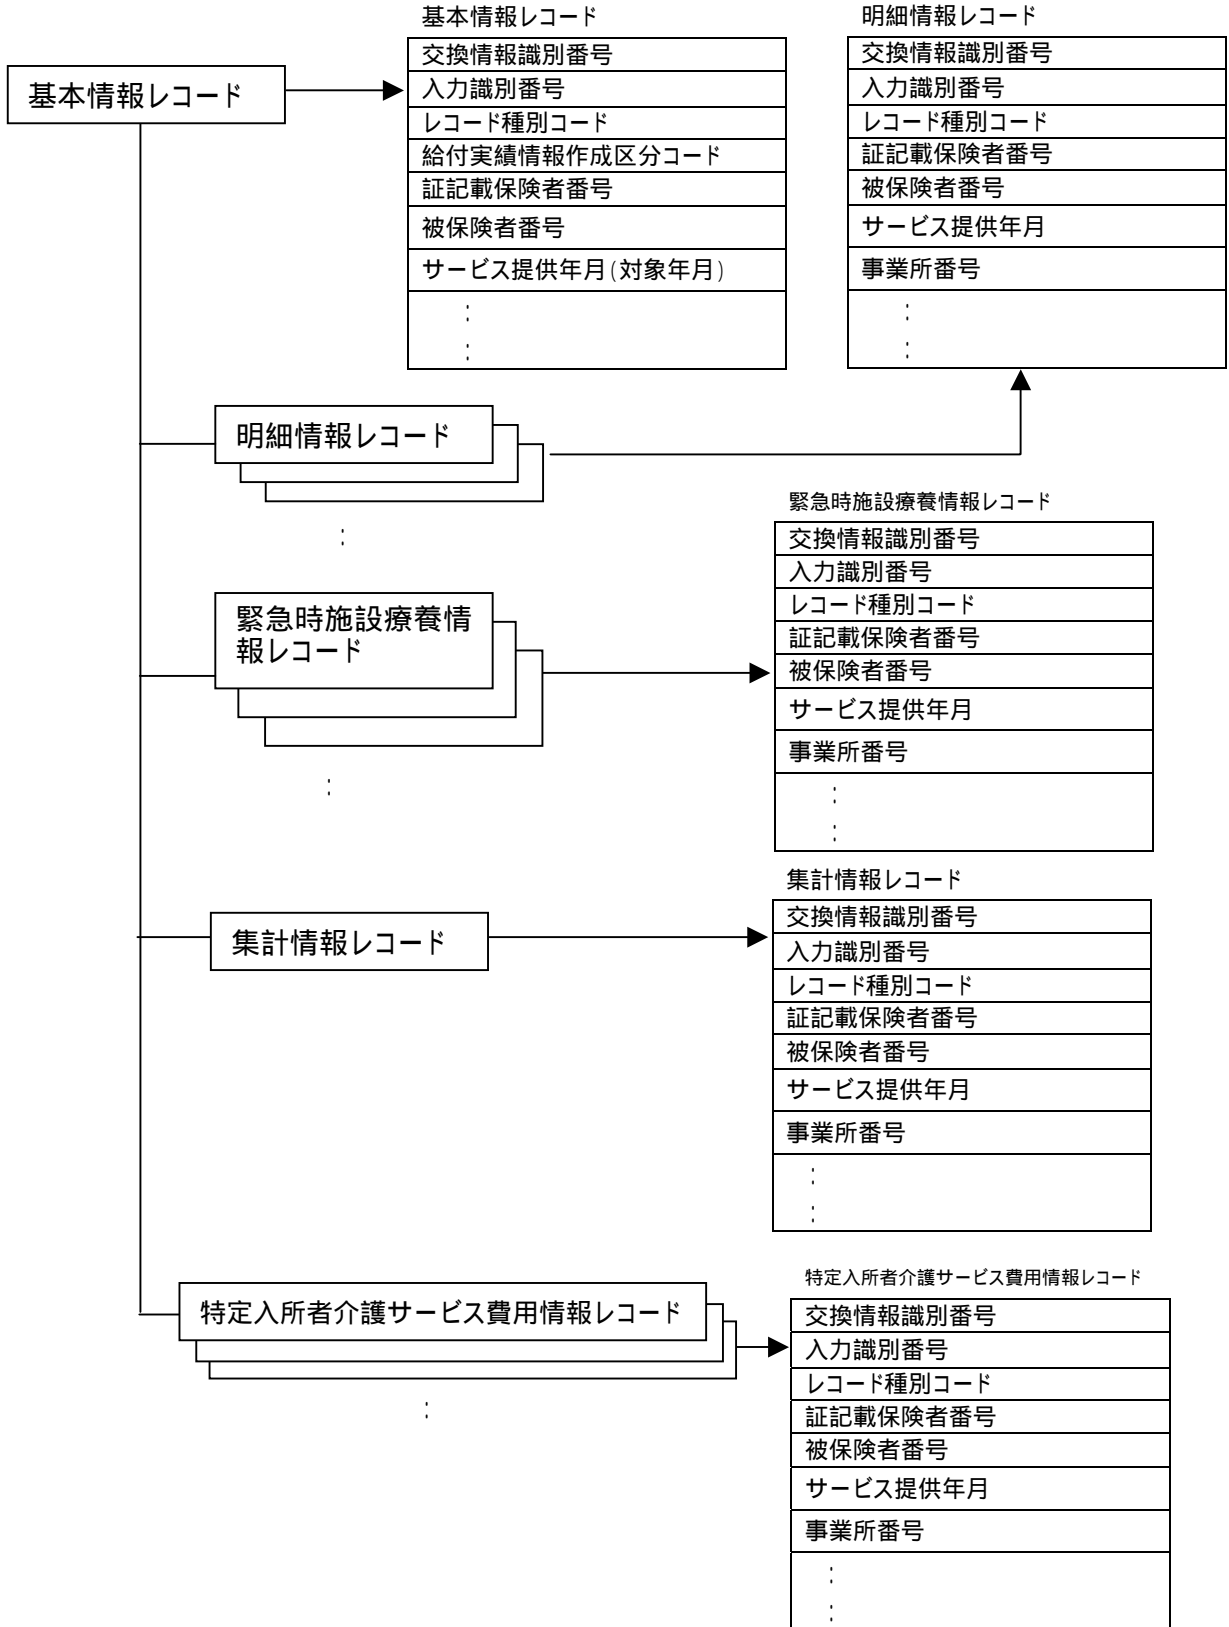 基本情報レコード
基本情報レコード
交換情報識別番号
入力識別番号
レコード種別コード
給付実績情報作成区分コード
証記載保険者番号
被保険者番号
サービス提供年月(対象年月)
:
:
明細情報レコード
交換情報識別番号
入力識別番号
レコード種別コード
証記載保険者番号
被保険者番号
サービス提供年月
事業所番号
:
:
明細情報レコード
:
緊急時施設療養情報レコード
交換情報識別番号
入力識別番号
レコード種別コード
証記載保険者番号
被保険者番号
サービス提供年月
事業所番号
:
:
緊急時施設療養情
報レコード
:
集計情報レコード
集計情報レコード
交換情報識別番号
入力識別番号
レコード種別コード
証記載保険者番号
被保険者番号
サービス提供年月
事業所番号
:
:
特定入所者介護サービス費用情報レコード
:
特定入所者介護サービス費用情報レコード
交換情報識別番号
入力識別番号
レコード種別コード
証記載保険者番号
被保険者番号
サービス提供年月
事業所番号
:
: